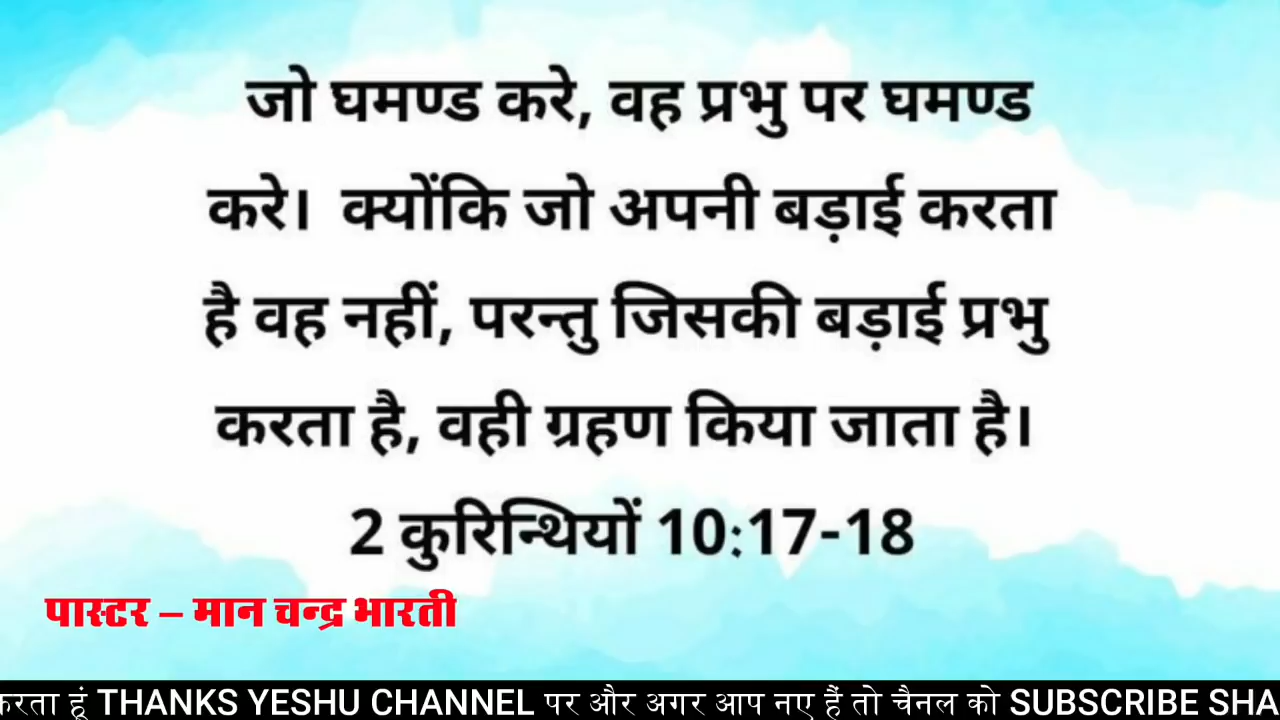 जो घमण्ड करे, वह प्रभु पर घमण्ड
करे। क्योंकि जो अपनी बड़ाई करता
है वह नहीं, परन्तु जिसकी बड़ाई प्रभु
करता है, वही ग्रहण किया जाता है।
2 कुरिन्थियों 10:17-18
पास्टर – मान चन्द्र भारती
करता हूं THANKS YESHU CHANNEL पर और अगर आप नए हैं तो चैनल को SUBSCRIBE SHA